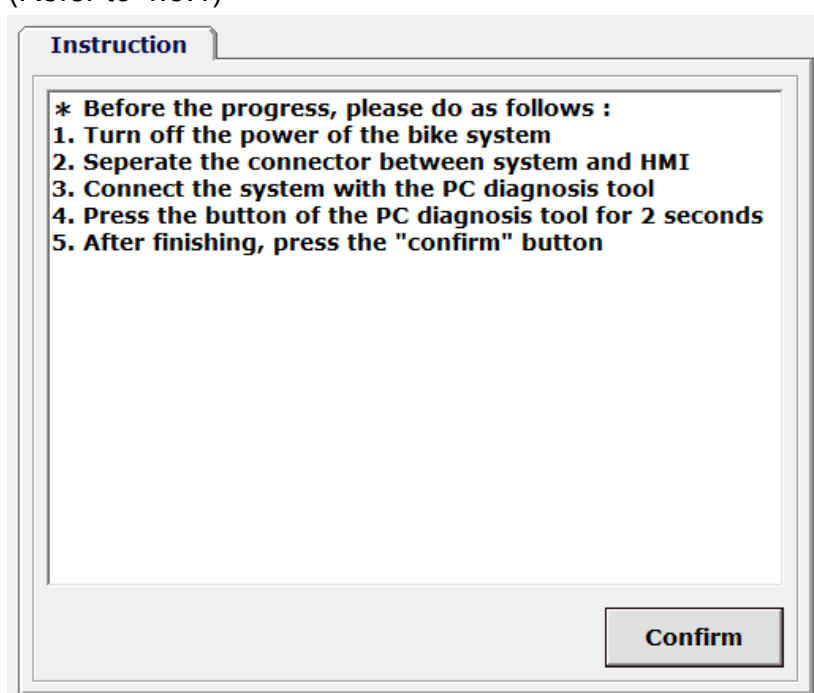 Instruction
* Before the progress, please do as follows :
1. Turn off the power of the bike system
2. Seperate the connector between system and HMI
3. Connect the system with the PC diagnosis tool
4. Press the button of the PC diagnosis tool for 2 seconds
5. After finishing, press the "confirm" button
Confirm